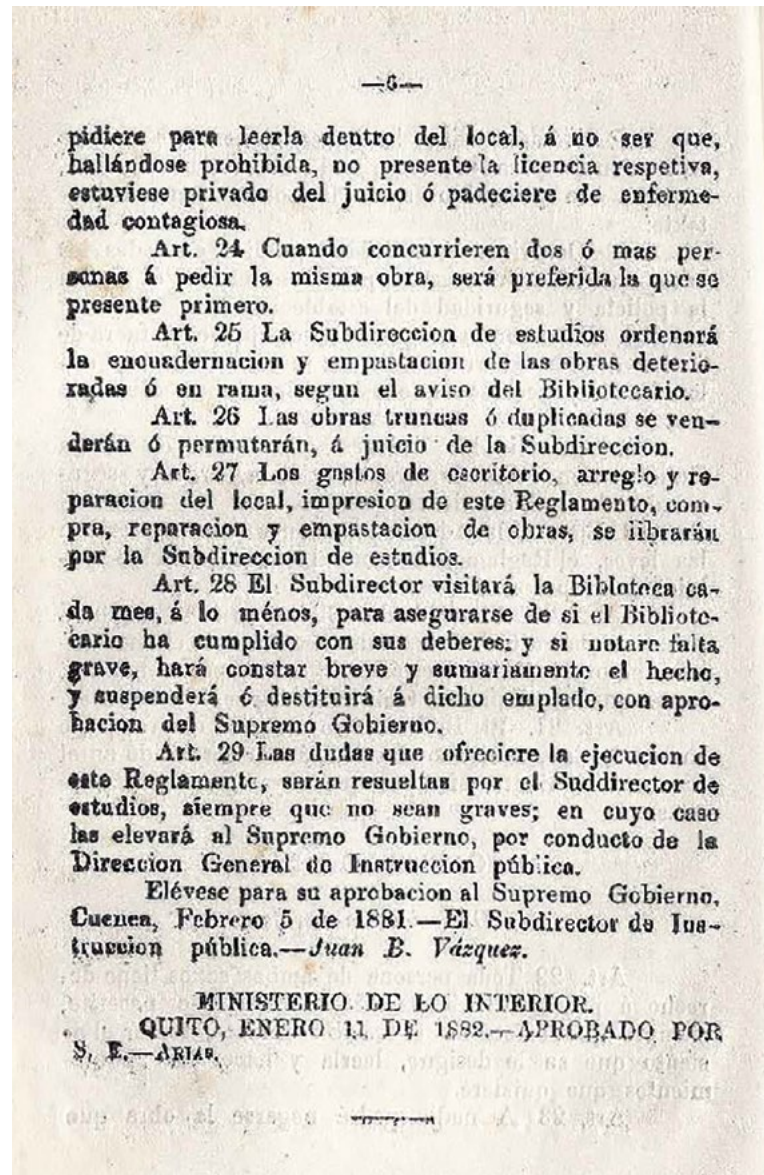 —6—
pidiere para leerla dentro del local, á no ser que,
hallándose prohibida, no presente la licencia respetiva,
estuviese privado del juicio ó padeciere de enferme-
dad contagiosa.
Art. 24 Cuando concurrieren dos ó mas per-
sonas á pedir la misma obra, será preferida la que se
presente primero.
Art. 25 La Subdireccion de estudios ordenará
la encuadernacion y empastacion de las obras deterio-
radas ó en rama, segun el aviso del Bibliotecario.
Art. 26 Las obras truncas ó duplicadas se ven-
derán ó permutarán, á juicio de la Subdireccion.
Art. 27 Los gastos de escritorio, arreglo y re-
paracion del local, impresion de este Reglamento, com-
pra, reparacion y empastacion de obras, se librarán
por la Subdireccion de estudios.
Art. 28 El Subdirector visitará la Bibloteca ca-
da mes, á lo ménos, para asegurarse de si el Bibliote-
cario ha cumplido con sus deberes: y si notare falta
grave, hará constar breve y sumariamente el hecho,
y suspenderá ó destituirá á dicho emplado, con apro-
bacion del Supremo Gobierno.
Art. 29 Las dudas que ofreciere la ejecucion de
este Reglamento, serán resueltas por el Suddirector de
estudios, siempre que no sean graves; en cuyo caso
las elevará al Supremo Gobierno, por conducto de la
Direccion General de Instruccion pública.
Elévese para su aprobacion al Supremo Gobierno.
Cuenca, Febrero 5 de 1881.—El Subdirector de Ins-
truccion pública.—Juan B. Vázquez.
MINISTERIO DE LO INTERIOR.
QUITO, ENERO 11 DE 1882.—APROBADO POR
S. E.—ARIAS.